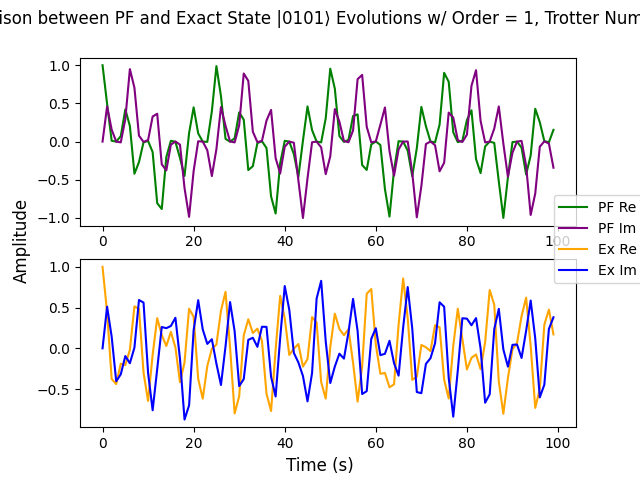 between PF and Exact State |0101⟩ Evolutions w/ Order = 1, Trotter
1.0
0.5
0.0
−0.5
−1.0
0 20 40 60 80 100
PF Re
PF Im
Ex Re
Ex Im
Amplitude
1.0
0.5
0.0
−0.5
0 20 40 60 80 100
Time (s)